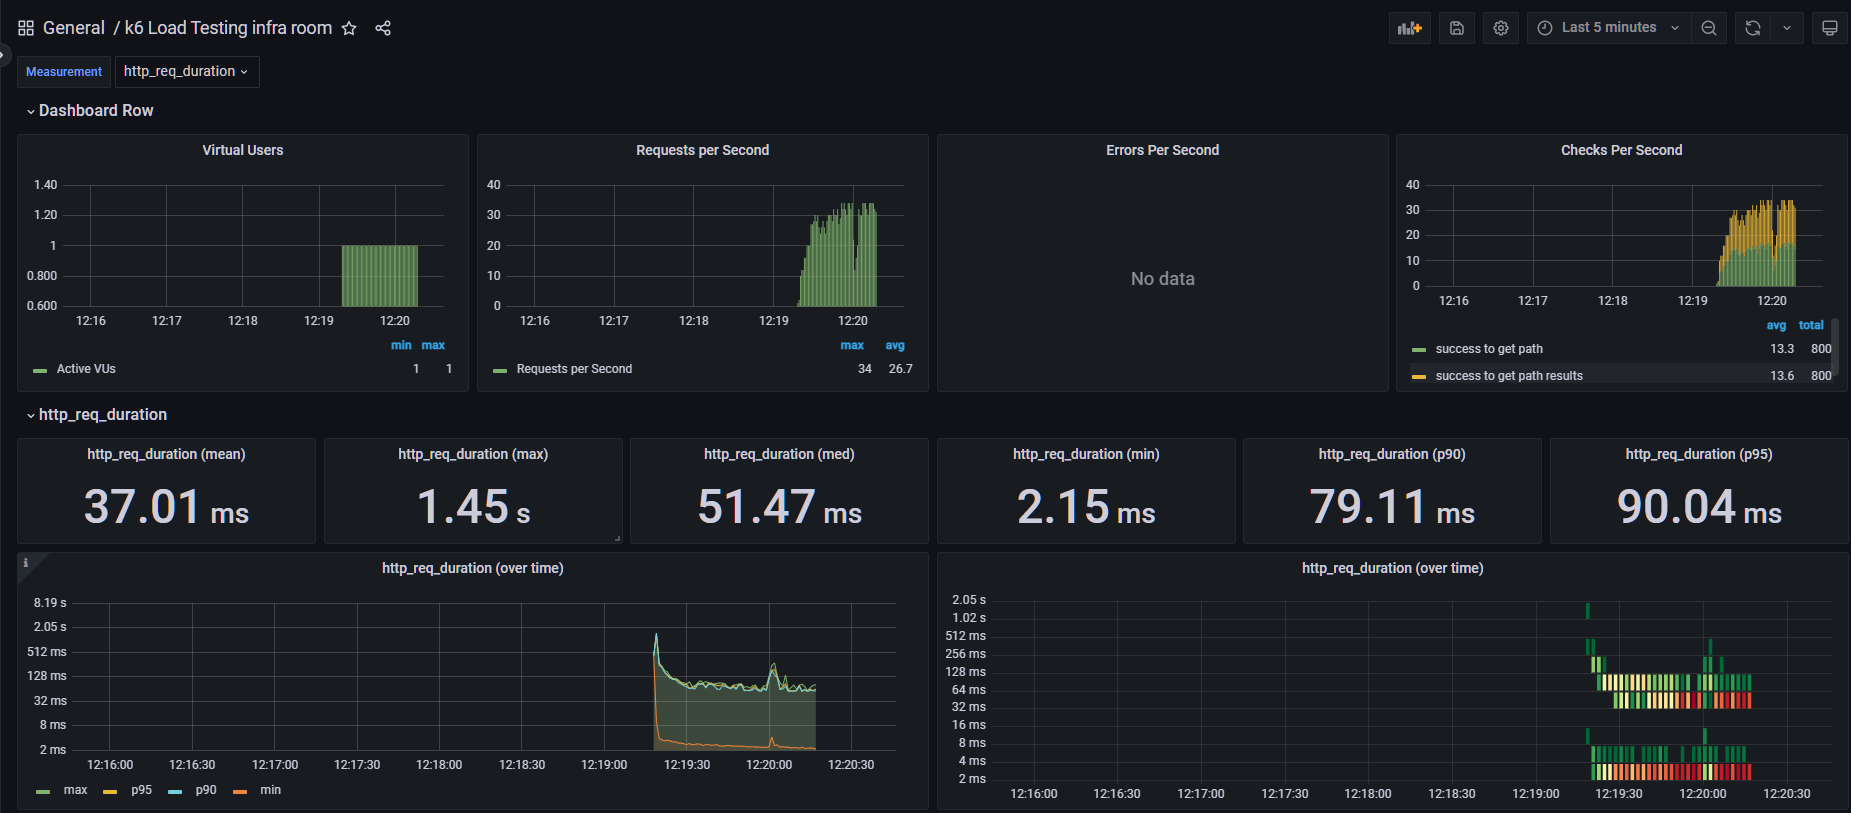 General / k6 Load Testing infra room
Last 5 minutes
Measurement http_req_duration
Dashboard Row
Virtual Users
1.40
1.20
1
0.800
0.600
12:16 12:17 12:18 12:19 12:20
min max
Active VUs 1 1
Requests per Second
40
30
20
10
0
12:16 12:17 12:18 12:19 12:20
max avg
Requests per Second 34 26.7
Errors Per Second
No data
Checks Per Second
40
30
20
10
0
12:16 12:17 12:18 12:19 12:20
avg total
success to get path 13.3 800
success to get path results 13.6 800
http_req_duration
http_req_duration (mean)
37.01 ms
http_req_duration (max)
1.45 s
http_req_duration (med)
51.47 ms
http_req_duration (min)
2.15 ms
http_req_duration (p90)
79.11 ms
http_req_duration (p95)
90.04 ms
i
http_req_duration (over time)
8.19 s
2.05 s
512 ms
128 ms
32 ms
8 ms
2 ms
12:16:00 12:16:30 12:17:00 12:17:30 12:18:00 12:18:30 12:19:00 12:19:30 12:20:00 12:20:30
max p95 p90 min
http_req_duration (over time)
2.05 s
1.02 s
512 ms
256 ms
128 ms
64 ms
32 ms
16 ms
8 ms
4 ms
2 ms
12:16:00 12:16:30 12:17:00 12:17:30 12:18:00 12:18:30 12:19:00 12:19:30 12:20:00 12:20:30